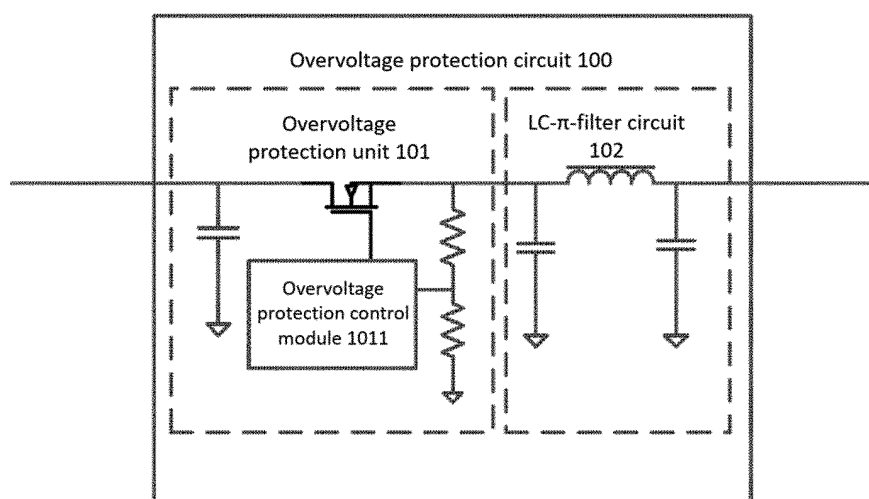 Overvoltage protection circuit 100
Overvoltage
protection unit 101
LC-π-filter circuit
102
Overvoltage
protection control
module 1011